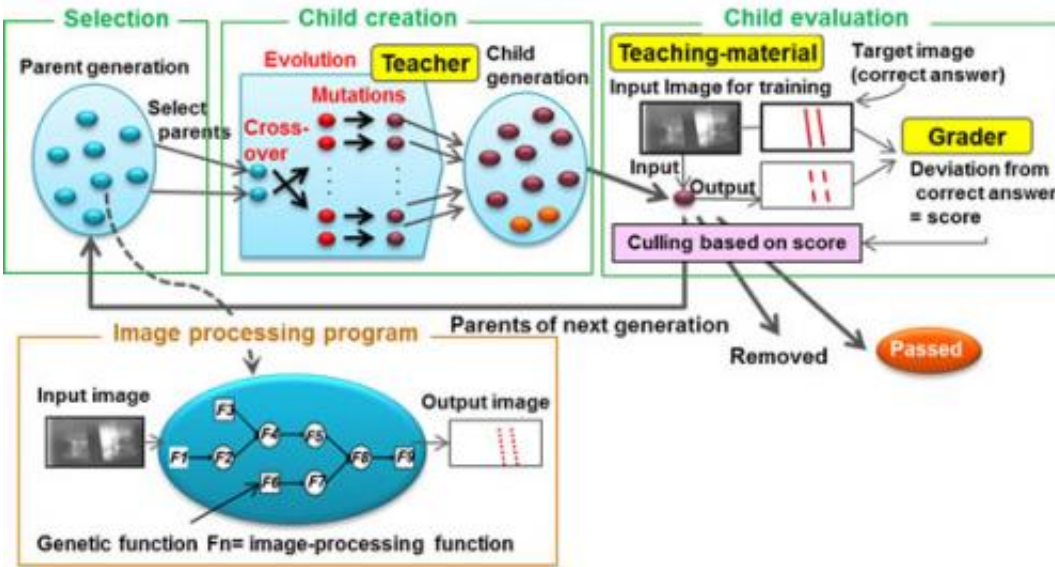 Selection
Parent generation
Select
parents
Child creation
Evolution
Teacher
Mutations
Cross-
over
Child
generation
Child evaluation
Teaching-material
Input Image for training
Target image
(correct answer)
Grader
Input
Output
Deviation from
correct answer
= score
Culling based on score
Parents of next generation
Removed
Passed
Image processing program
Input image
Output image
F3
F4
F5
F1
F2
F8
F9
F6
F7
Genetic function Fn= image-processing function